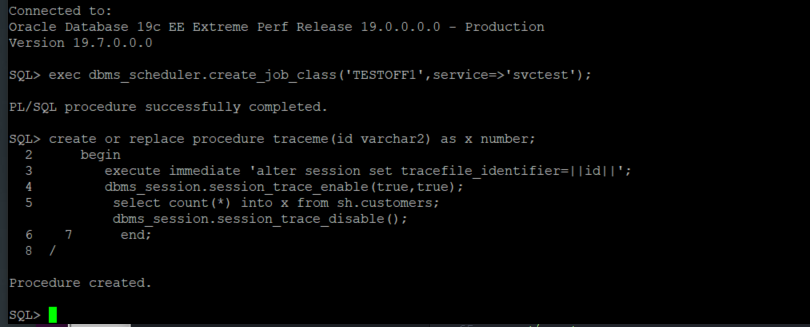 Connected to:
Oracle Database 19c EE Extreme Perf Release 19.0.0.0.0 - Production
Version 19.7.0.0.0
SQL> exec dbms_scheduler.create_job_class('TESTOFF1',service=>'svctest');
PL/SQL procedure successfully completed.
SQL> create or replace procedure traceme(id varchar2) as x number;
2 begin
3 execute immediate 'alter session set tracefile_identifier=||id||';
4 dbms_session.session_trace_enable(true,true);
5 select count(*) into x from sh.customers;
dbms_session.session_trace_disable();
6 7 end;
8 /
Procedure created.
SQL>